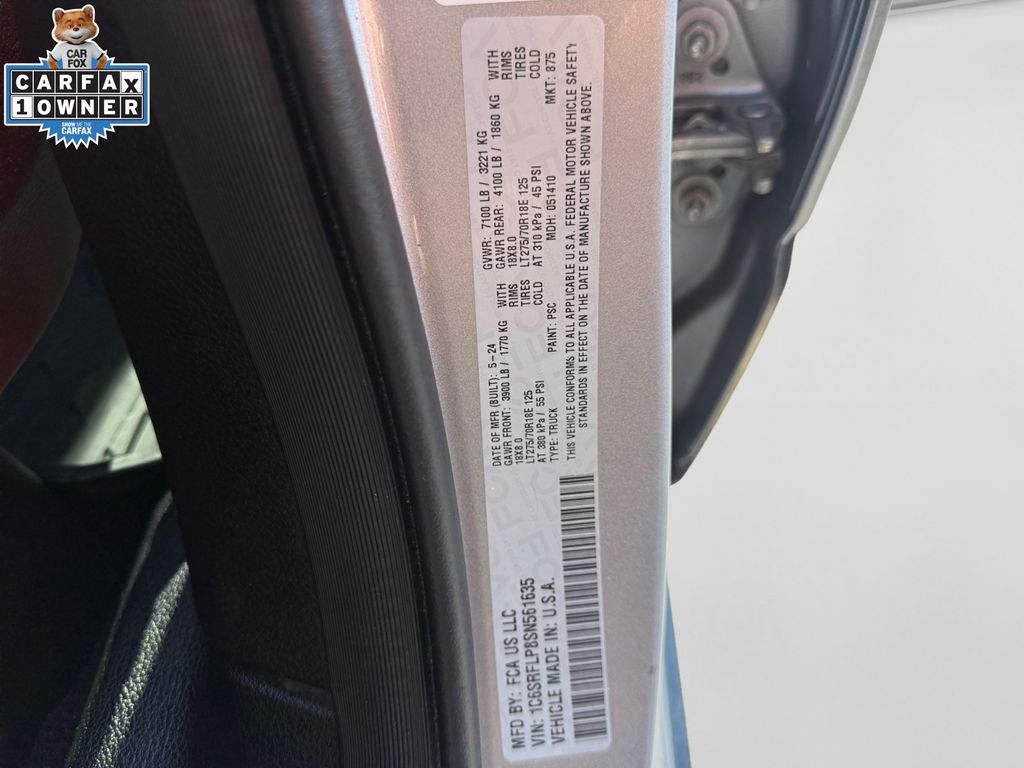 CAR
FOX
CARFAX
1 OWNER
SHOW ME THE
CARFAX
MFD BY: FCA US LLC
VIN: 1C6SRFLP8SN561635
VEHICLE MADE IN: U.S.A.
DATE OF MFR (BUILT): 5-24 GVWR: 7100 LB / 3221 KG
GAWR FRONT: 3900 LB / 1770 KG WITH GAWR REAR: 4100 LB / 1860 KG WITH
18X8.0 RIMS 18X8.0 RIMS
LT275/70R18E 125 TIRES LT275/70R18E 125 TIRES
AT 380 kPa / 55 PSI COLD AT 310 kPa / 45 PSI COLD
TYPE: TRUCK PAINT: PSC MDH: 051410 MKT: 875
THIS VEHICLE CONFORMS TO ALL APPLICABLE U.S.A. FEDERAL MOTOR VEHICLE SAFETY
STANDARDS IN EFFECT ON THE DATE OF MANUFACTURE SHOWN ABOVE.